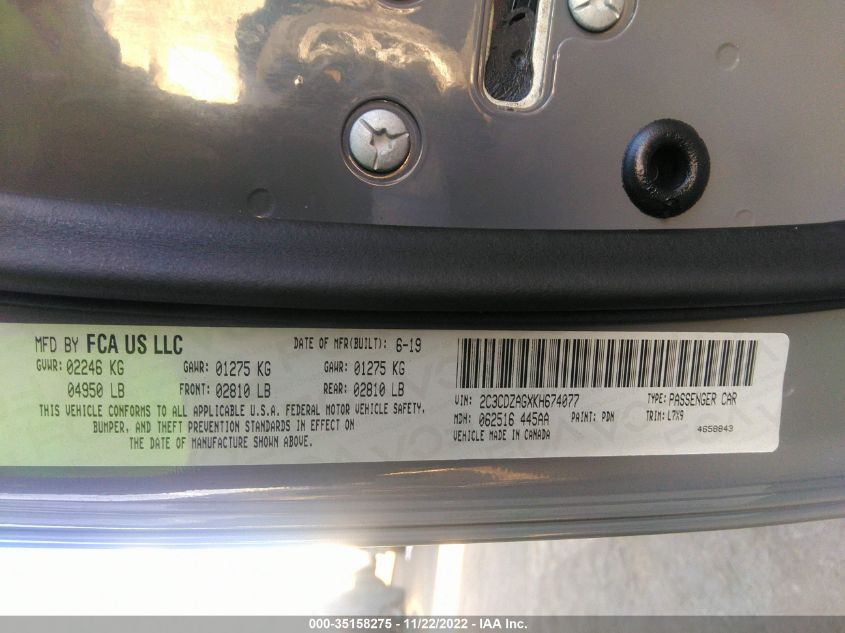 MFD BY FCA US LLC DATE OF MFR(BUILT): 6-19
GVWR: 02246 KG GAWR: 01275 KG GAWR: 01275 KG
04950 LB FRONT: 02810 LB REAR: 02810 LB
THIS VEHICLE CONFORMS TO ALL APPLICABLE U.S.A. FEDERAL MOTOR VEHICLE SAFETY,
BUMPER, AND THEFT PREVENTION STANDARDS IN EFFECT ON
THE DATE OF MANUFACTURE SHOWN ABOVE.
VIN: 2C3CDZAGXKH674077 TYPE: PASSENGER CAR
MDH: 062516 445AA PAINT: PDN TRIM: L7X9
VEHICLE MADE IN CANADA 4658843
000-35158275 - 11/22/2022 - IAA Inc.